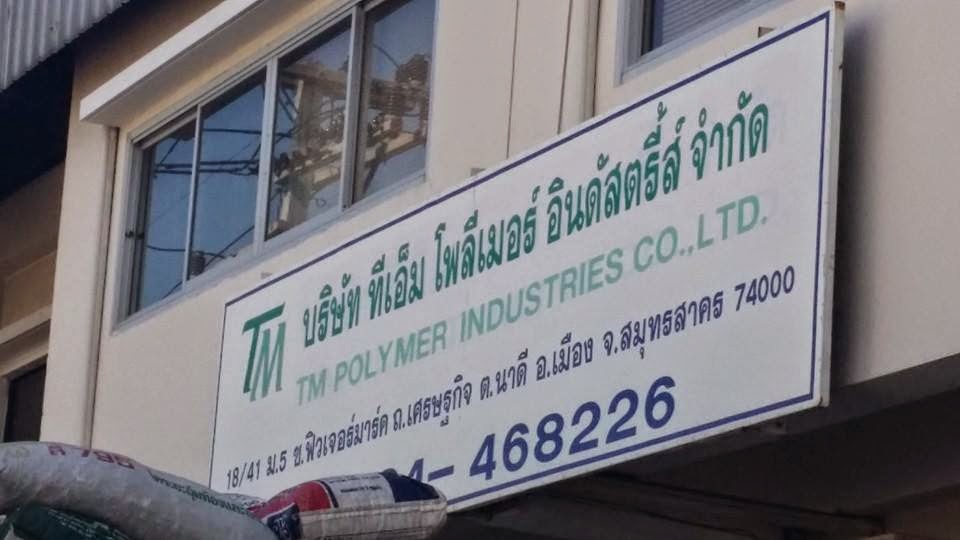 TM
บริษัท ทีเอ็ม โพลีเมอร์ อินดัสตรี้ส์ จำกัด
TM POLYMER INDUSTRIES CO.,LTD.
18/41 ม.5 ซ.ฟิวเจอร์มาร์ค ถ.เศรษฐกิจ ต.นาดี อ.เมือง จ.สมุทรสาคร 74000
4- 468226